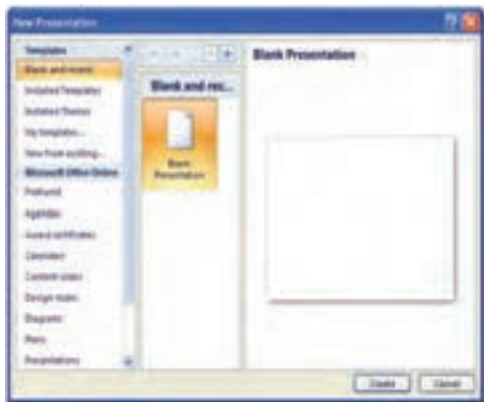 New Presentation
Templates
Blank and recent
Installed Templates
Installed Themes
My templates...
New from existing...
Microsoft Office Online
Featured
Agendas
Award certificates
Calendars
Content slides
Design slides
Diagrams
Plans
Presentations
Blank and rec...
Blank
Presentation
Blank Presentation
Create
Cancel